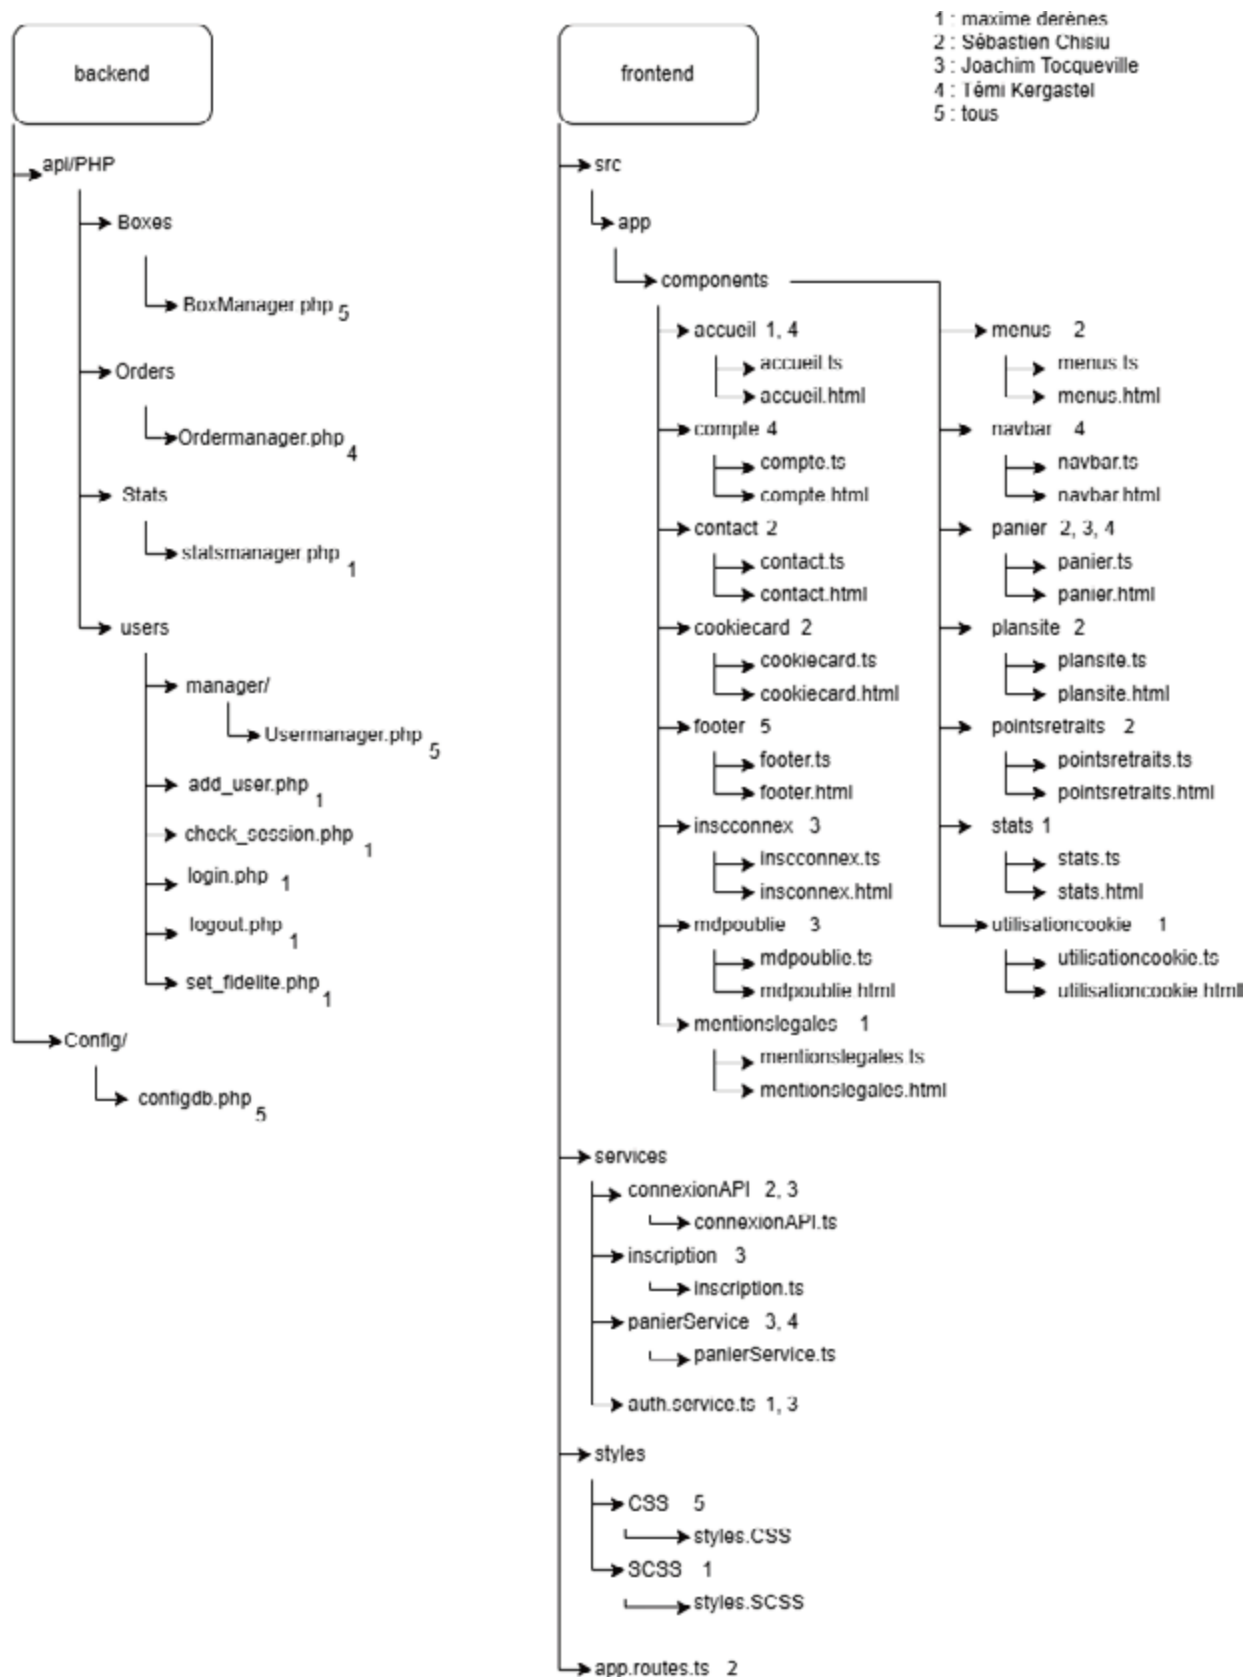 1 : maxime derènes
2 : Sébastien Chisiu
3 : Joachim Tocqueville
4 : Témi Kergastel
5 : tous
backend
api/PHP
Boxes
BoxManager.php 5
Orders
Ordermanager.php 4
Stats
statsmanager.php 1
users
manager/
Usermanager.php 5
add_user.php 1
check_session.php 1
login.php 1
logout.php 1
set_fidelite.php 1
Config/
configdb.php 5
frontend
src
app
components
accueil 1, 4
accueil.ts
accueil.html
compte 4
compte.ts
compte.html
contact 2
contact.ts
contact.html
cookiecard 2
cookiecard.ts
cookiecard.html
footer 5
footer.ts
footer.html
inscconnex 3
inscconnex.ts
insconnex.html
mdpoublie 3
mdpoublie.ts
mdpoublie.html
mentionslegales 1
mentionslegales.ts
mentionslegales.html
menus 2
menus.ts
menus.html
navbar 4
navbar.ts
navbar.html
panier 2, 3, 4
panier.ts
panier.html
plansite 2
plansite.ts
plansite.html
pointsretraits 2
pointsretraits.ts
pointsretraits.html
stats 1
stats.ts
stats.html
utilisationcookie 1
utilisationcookie.ts
utilisationcookie.html
services
connexionAPI 2, 3
connexionAPI.ts
inscription 3
inscription.ts
panierService 3, 4
panierService.ts
auth.service.ts 1, 3
styles
CSS 5
styles.CSS
SCSS 1
styles.SCSS
app.routes.ts 2